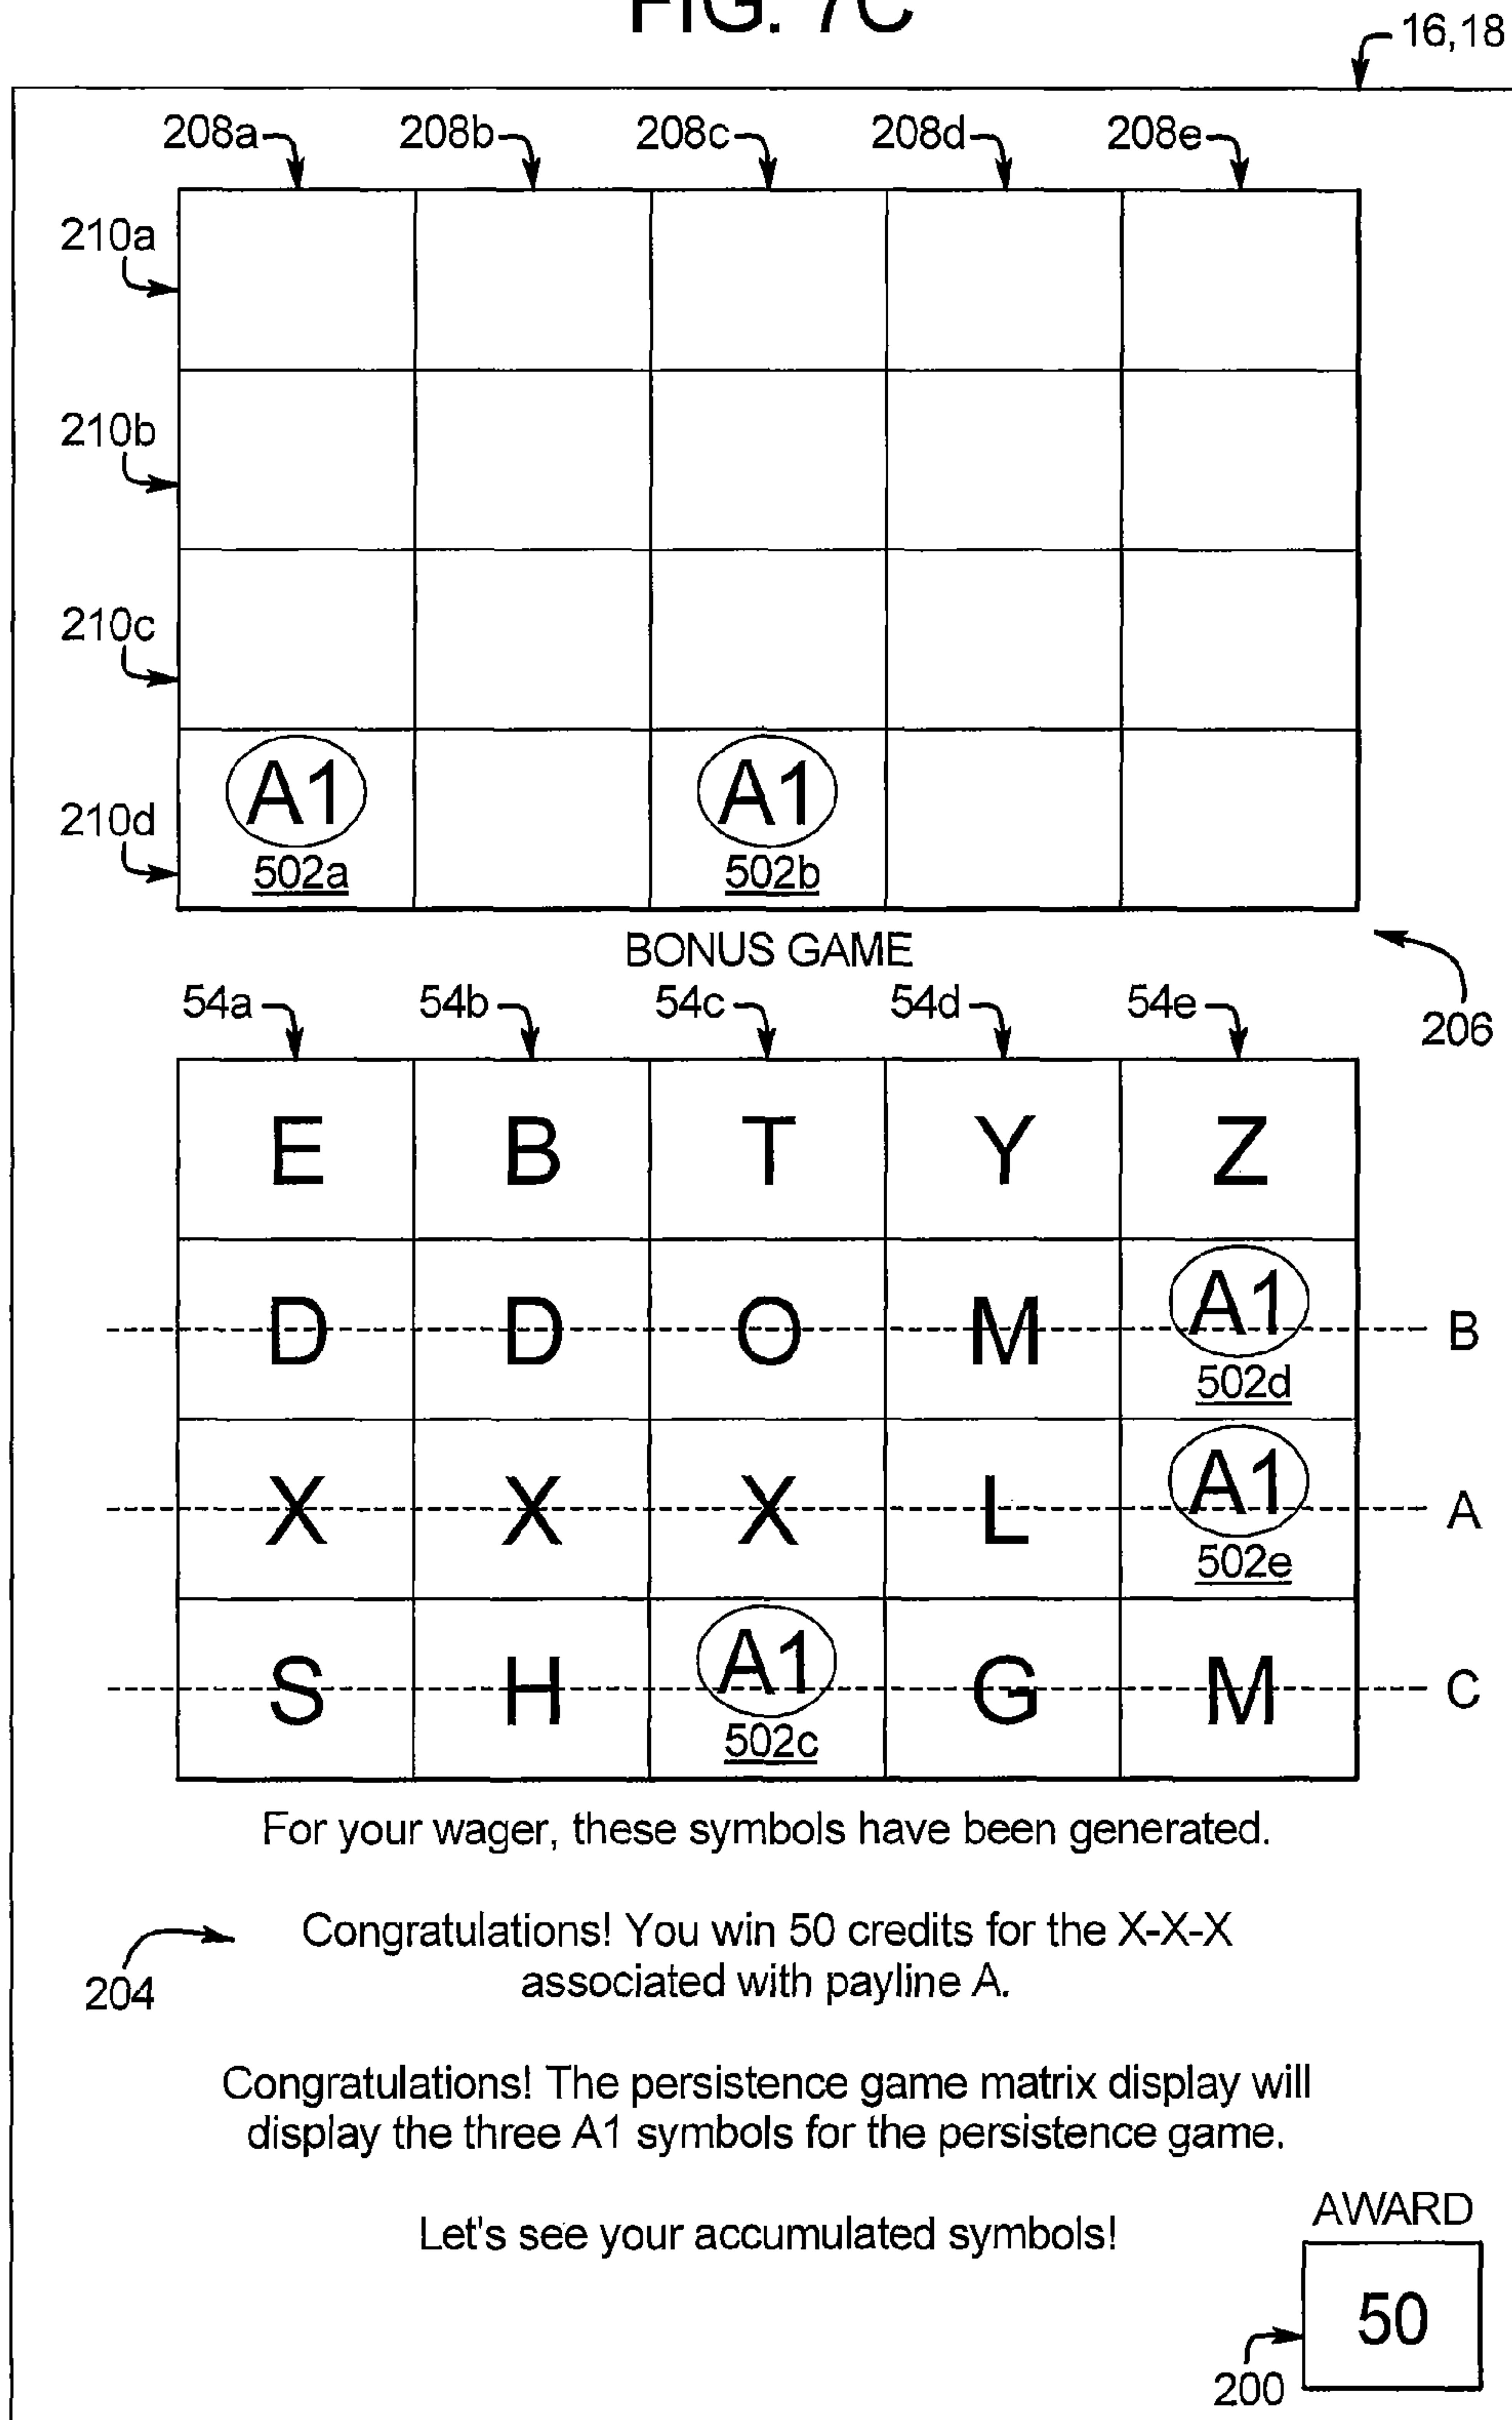 FIG. 7C
16,18
208a 208b 208c 208d 208e
210a
210b
210c
210d
A1 A1
502a 502b
BONUS GAME
206
54a 54b 54c 54d 54e
E B T Y Z
D D O M A1 B
502d
X X X L A1 A
502e
S H A1 G M C
502c
For your wager, these symbols have been generated.
Congratulations! You win 50 credits for the X-X-X
associated with payline A.
204
Congratulations! The persistence game matrix display will
display the three A1 symbols for the persistence game.
Let's see your accumulated symbols!
AWARD
50
200